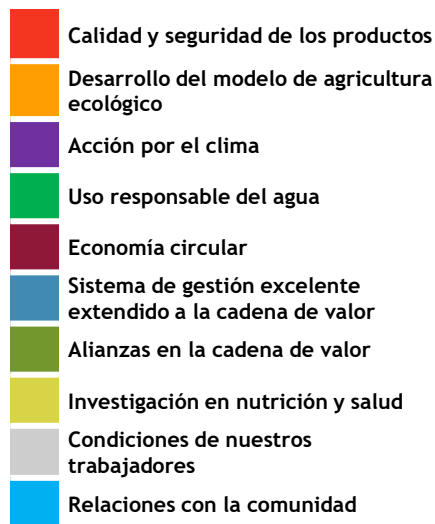 Calidad y seguridad de los productos
Desarrollo del modelo de agricultura
ecológico
Acción por el clima
Uso responsable del agua
Economía circular
Sistema de gestión excelente
extendido a la cadena de valor
Alianzas en la cadena de valor
Investigación en nutrición y salud
Condiciones de nuestros
trabajadores
Relaciones con la comunidad